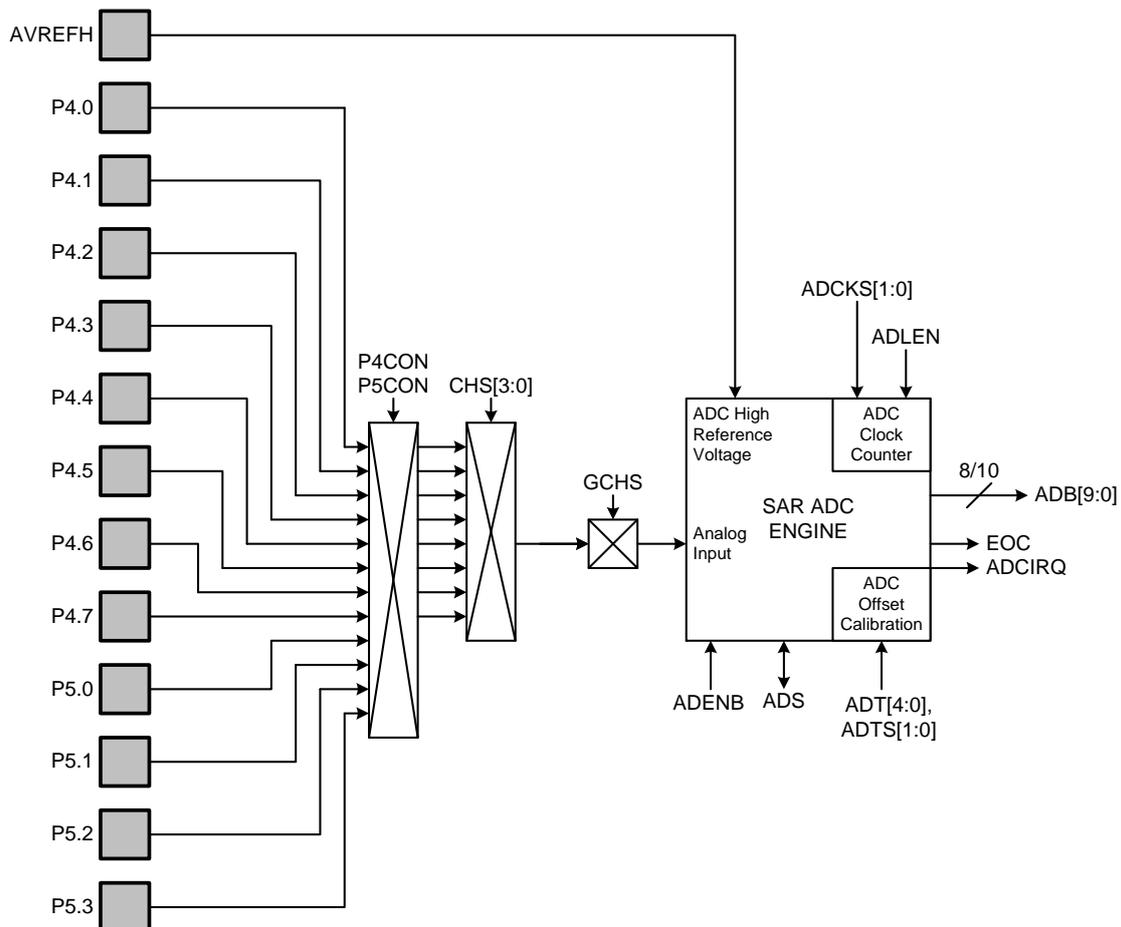 AVREFH
P4.0
P4.1
P4.2
P4.3
P4.4
P4.5
P4.6
P4.7
P5.0
P5.1
P5.2
P5.3
P4CON
P5CON
CHS[3:0]
GCHS
ADCKS[1:0]
ADLEN
ADC High
Reference
Voltage
ADC
Clock
Counter
SAR ADC
ENGINE
Analog
Input
ADC
Offset
Calibration
8/10
ADB[9:0]
EOC
ADCIRQ
ADENB
ADS
ADT[4:0],
ADTS[1:0]